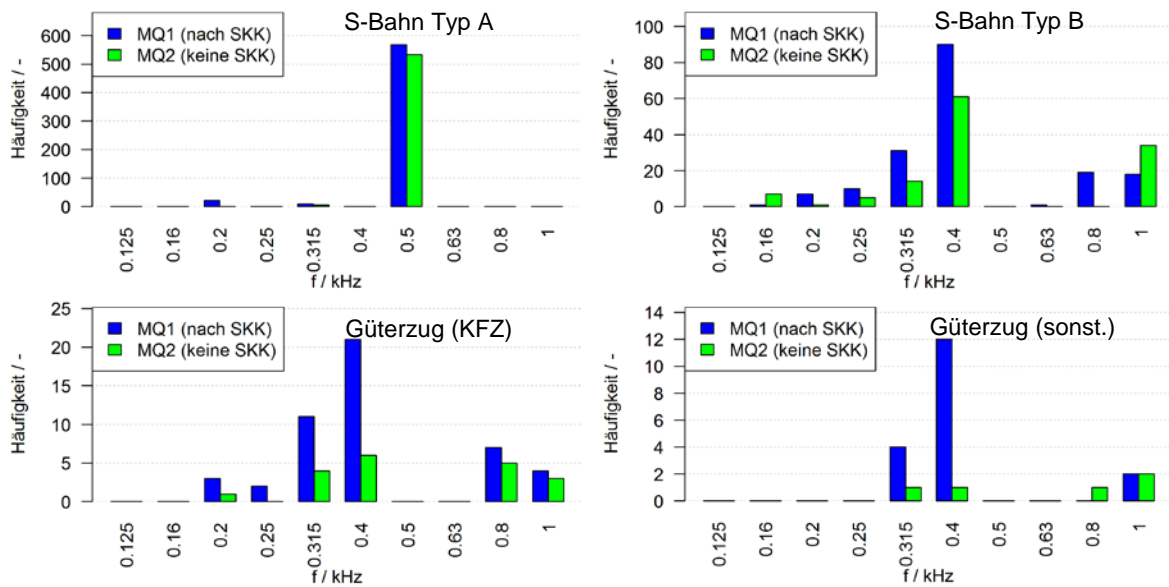 S-Bahn Typ A
MQ1 (nach SKK)
MQ2 (keine SKK)
Häufigkeit / -
600
500
400
300
200
100
0
0.125 0.16 0.2 0.25 0.315 0.4 0.5 0.63 0.8 1
f / kHz
S-Bahn Typ B
MQ1 (nach SKK)
MQ2 (keine SKK)
Häufigkeit / -
100
80
60
40
20
0
0.125 0.16 0.2 0.25 0.315 0.4 0.5 0.63 0.8 1
f / kHz
Güterzug (KFZ)
MQ1 (nach SKK)
MQ2 (keine SKK)
Häufigkeit / -
25
20
15
10
5
0
0.125 0.16 0.2 0.25 0.315 0.4 0.5 0.63 0.8 1
f / kHz
Güterzug (sonst.)
MQ1 (nach SKK)
MQ2 (keine SKK)
Häufigkeit / -
14
12
10
8
6
4
2
0
0.125 0.16 0.2 0.25 0.315 0.4 0.5 0.63 0.8 1
f / kHz